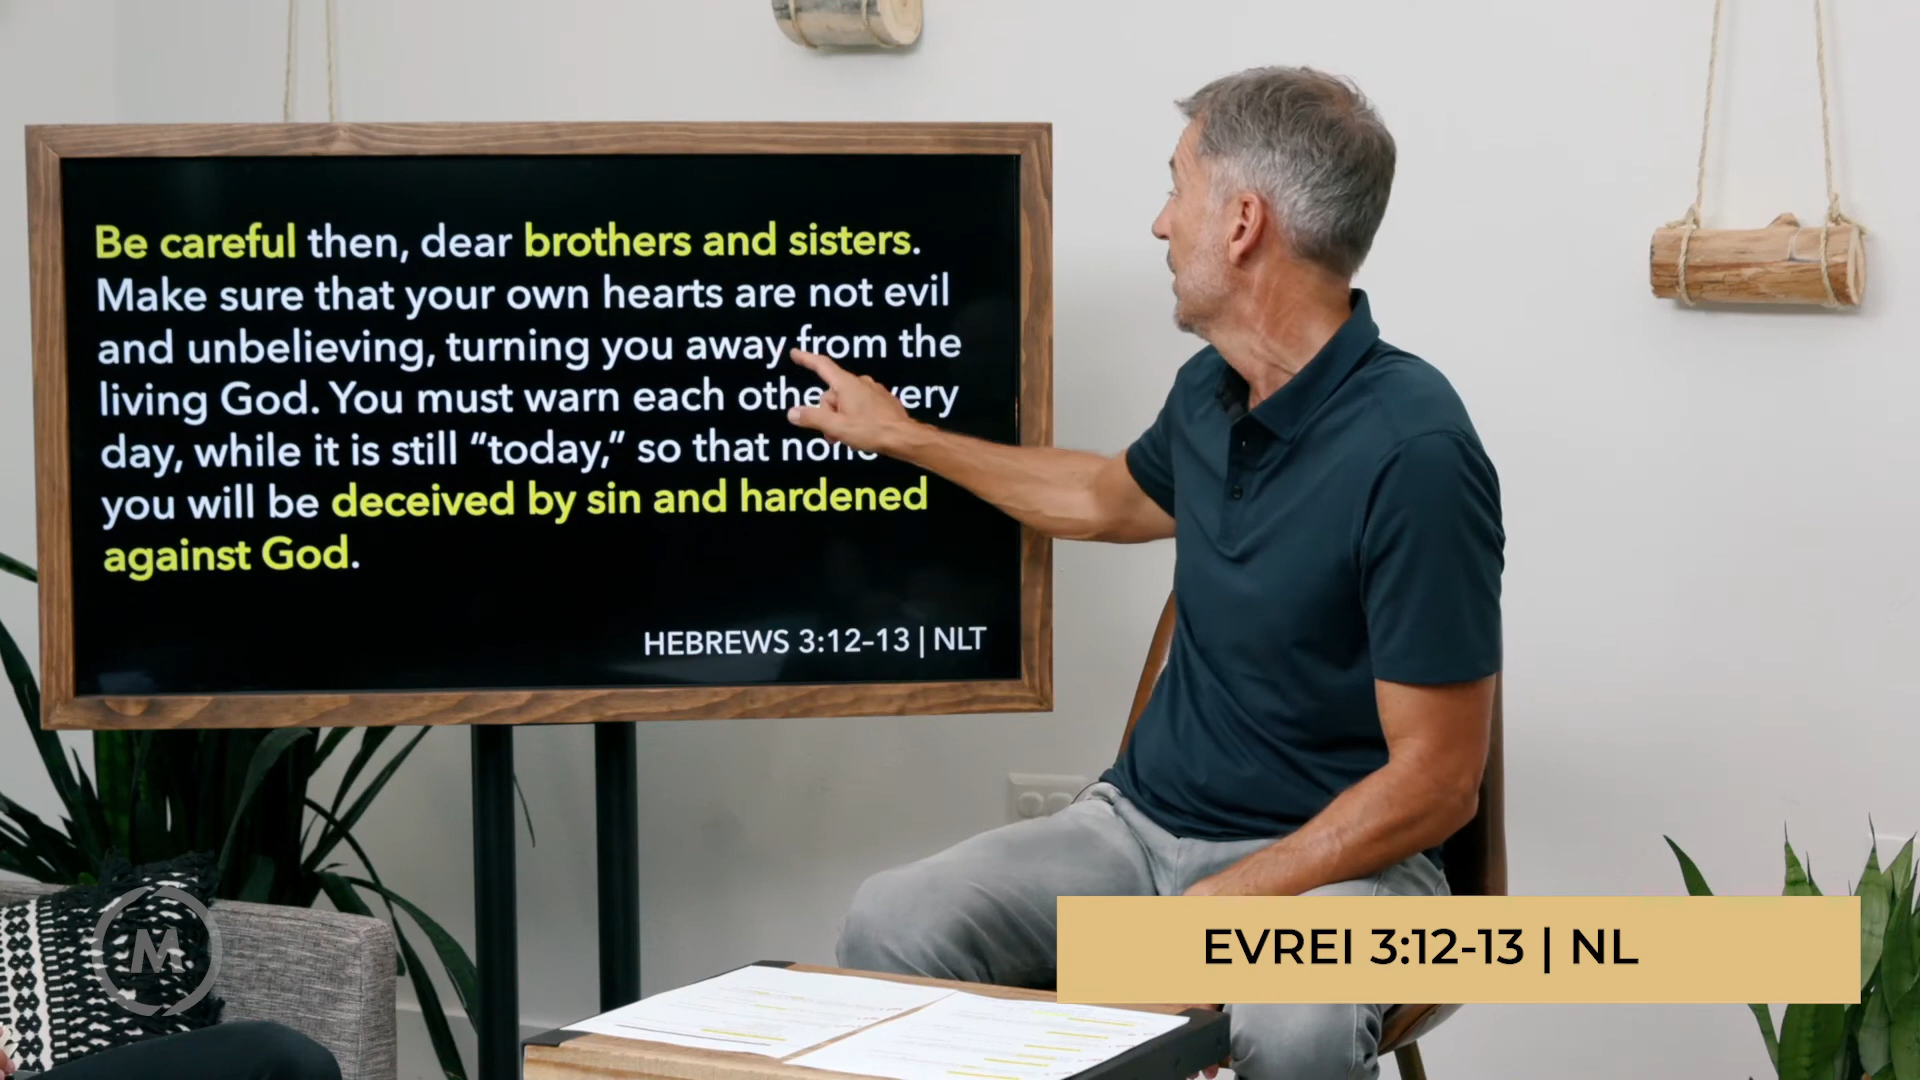 Be careful then, dear brothers and sisters.
Make sure that your own hearts are not evil
and unbelieving, turning you away from the
living God. You must warn each other every
day, while it is still “today,” so that none
you will be deceived by sin and hardened
against God.
HEBREWS 3:12–13 | NLT
M
EVREI 3:12-13 | NL